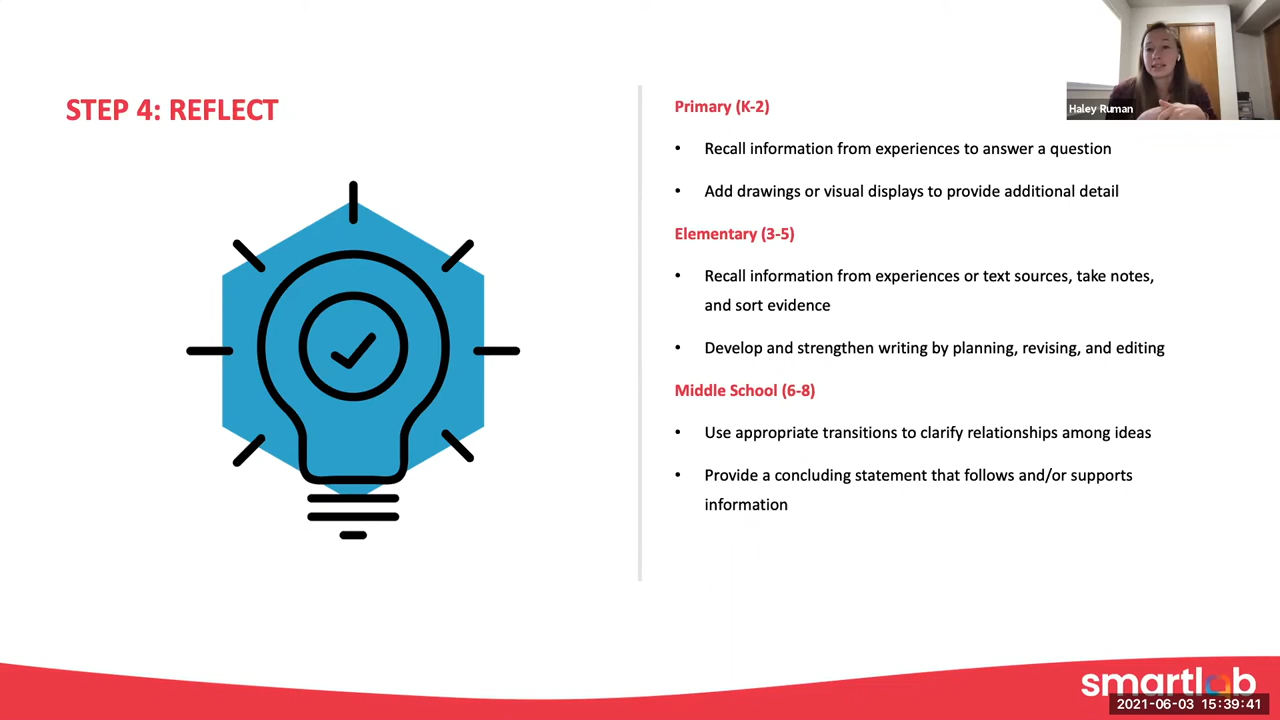 STEP 4: REFLECT
Primary (K-2)
• Recall information from experiences to answer a question
• Add drawings or visual displays to provide additional detail
Elementary (3-5)
• Recall information from experiences or text sources, take notes,
and sort evidence
• Develop and strengthen writing by planning, revising, and editing
Middle School (6-8)
• Use appropriate transitions to clarify relationships among ideas
• Provide a concluding statement that follows and/or supports
information
Haley Ruman
smartlab
2021-06-03 15:39:41